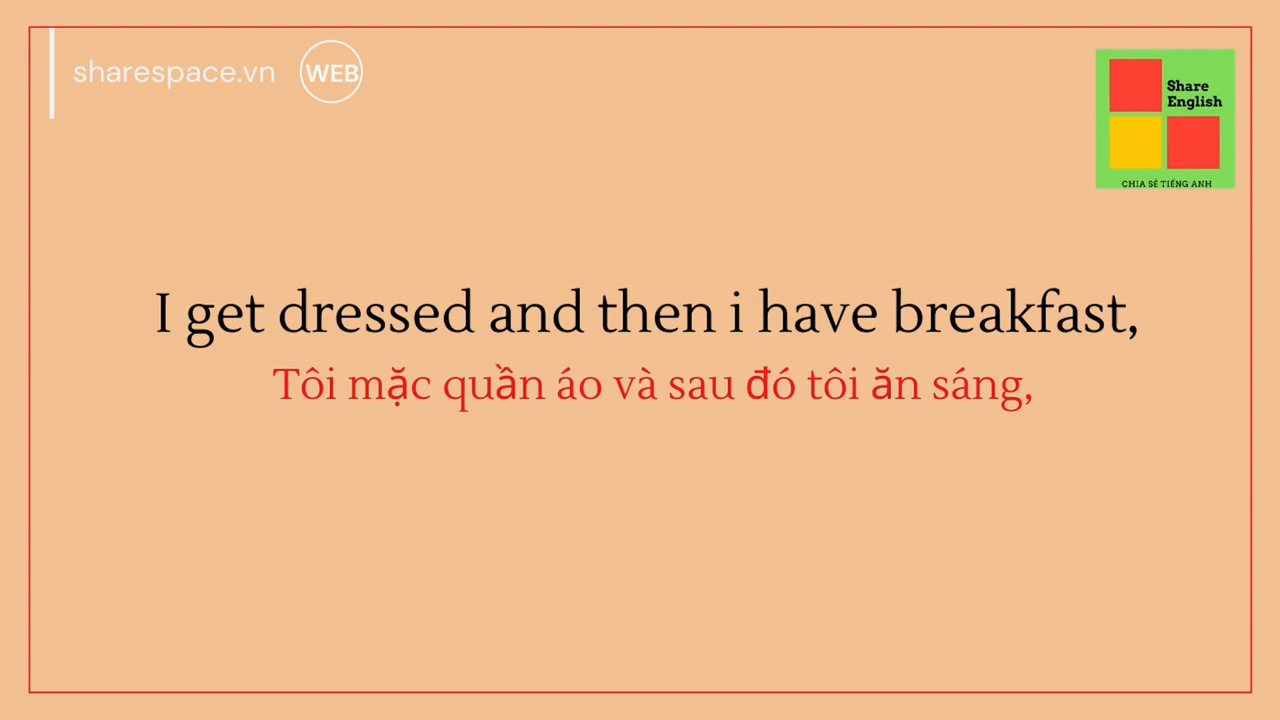 sharespace.vn WEB
Share
English
CHIA SẺ TIẾNG ANH
I get dressed and then i have breakfast,
Tôi mặc quần áo và sau đó tôi ăn sáng,